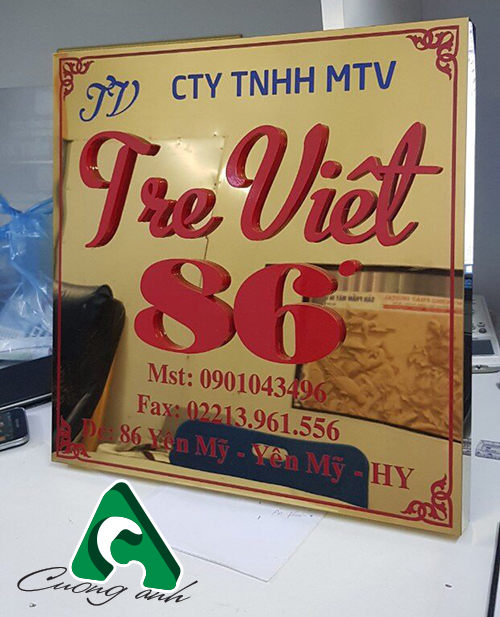 TV
CTY TNHH MTV
Tre Việt
86
Mst: 0901043496
Fax: 02213.961.556
Đc: 86 Yên Mỹ - Yên Mỹ - HY
Cuong anh